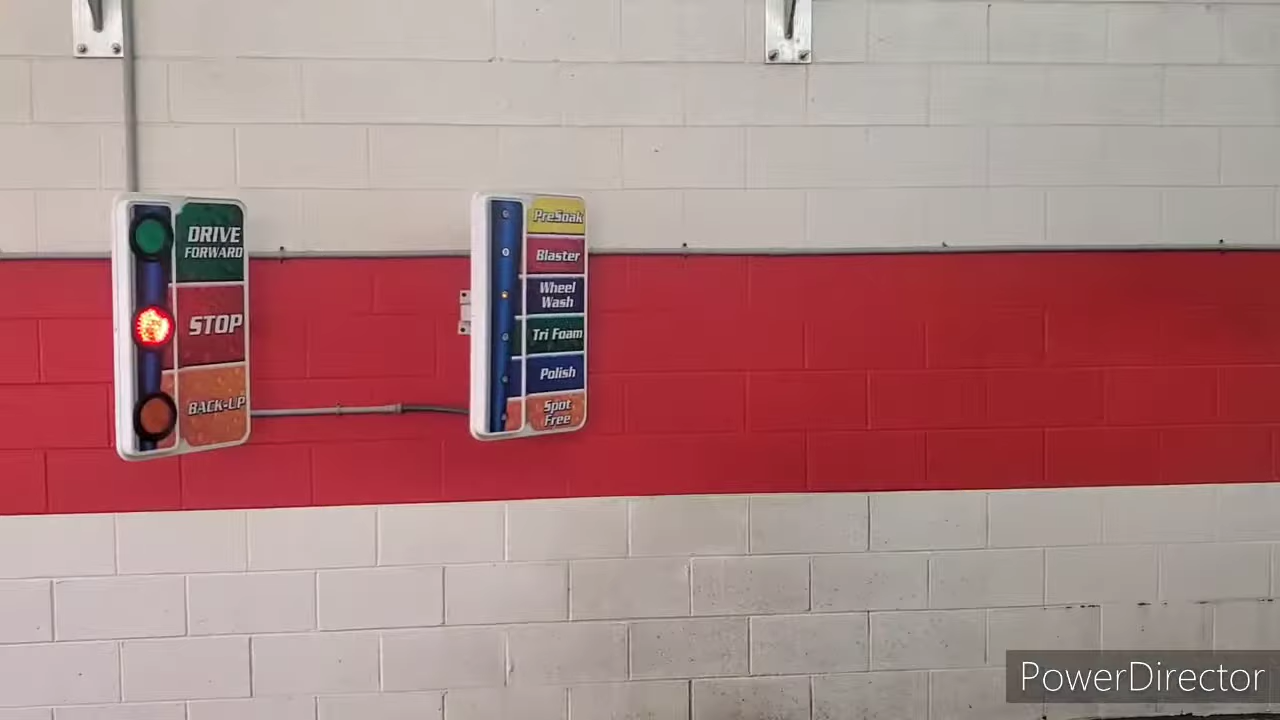 DRIVE
FORWARD
STOP
BACK-UP
PreSoak
Blaster
Wheel
Wash
Tri Foam
Polish
Spot
Free
PowerDirector